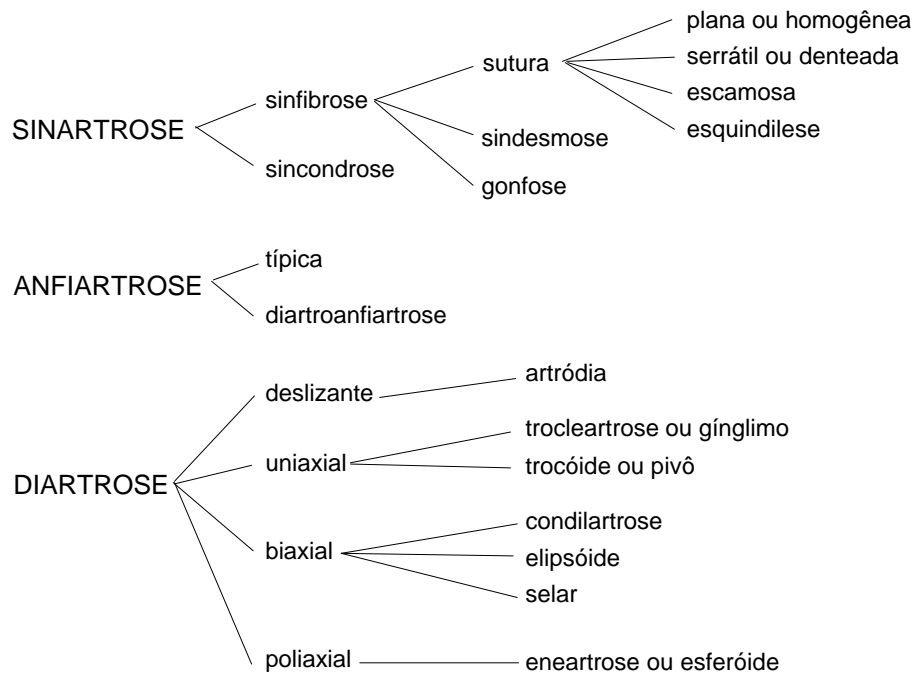 SINARTROSE
sinfibrose
sutura
plana ou homogênea
serrátil ou denteada
escamosa
esquindilese
sindesmose
gonfose
sincondrose
ANFIARTROSE
típica
diartroanfiartrose
DIARTROSE
deslizante
artródia
uniaxial
trocleartrose ou gínglimo
trocóide ou pivô
biaxial
condilartrose
elipsóide
selar
poliaxial
eneartrose ou esferóide